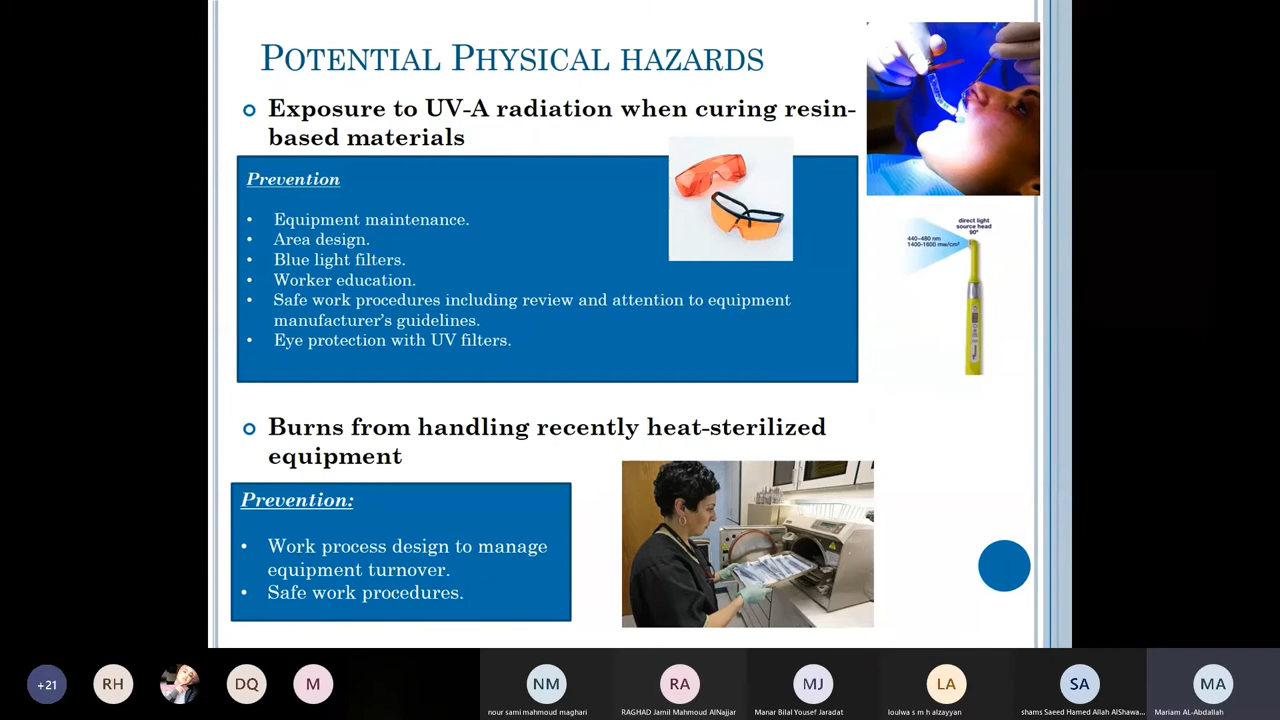 POTENTIAL PHYSICAL HAZARDS
Exposure to UV-A radiation when curing resin-
based materials
Prevention
• Equipment maintenance.
• Area design.
• Blue light filters.
• Worker education.
• Safe work procedures including review and attention to equipment
manufacturer's guidelines.
• Eye protection with UV filters.
direct light
source head
90°
440~480 nm
1400-1600 mw/cm²
Burns from handling recently heat-sterilized
equipment
Prevention:
• Work process design to manage
equipment turnover.
• Safe work procedures.
+21
RH
DQ
M
NM
RA
MJ
LA
SA
MA
nour sami mahmoud maghari
RAGHAD Jamil Mahmoud AlNajjar
Manar Bilal Yousef Jaradat
loulwa s m h alzayyan
shams Saeed Hamed Allah AlShawa...
Mariam AL-Abdallah